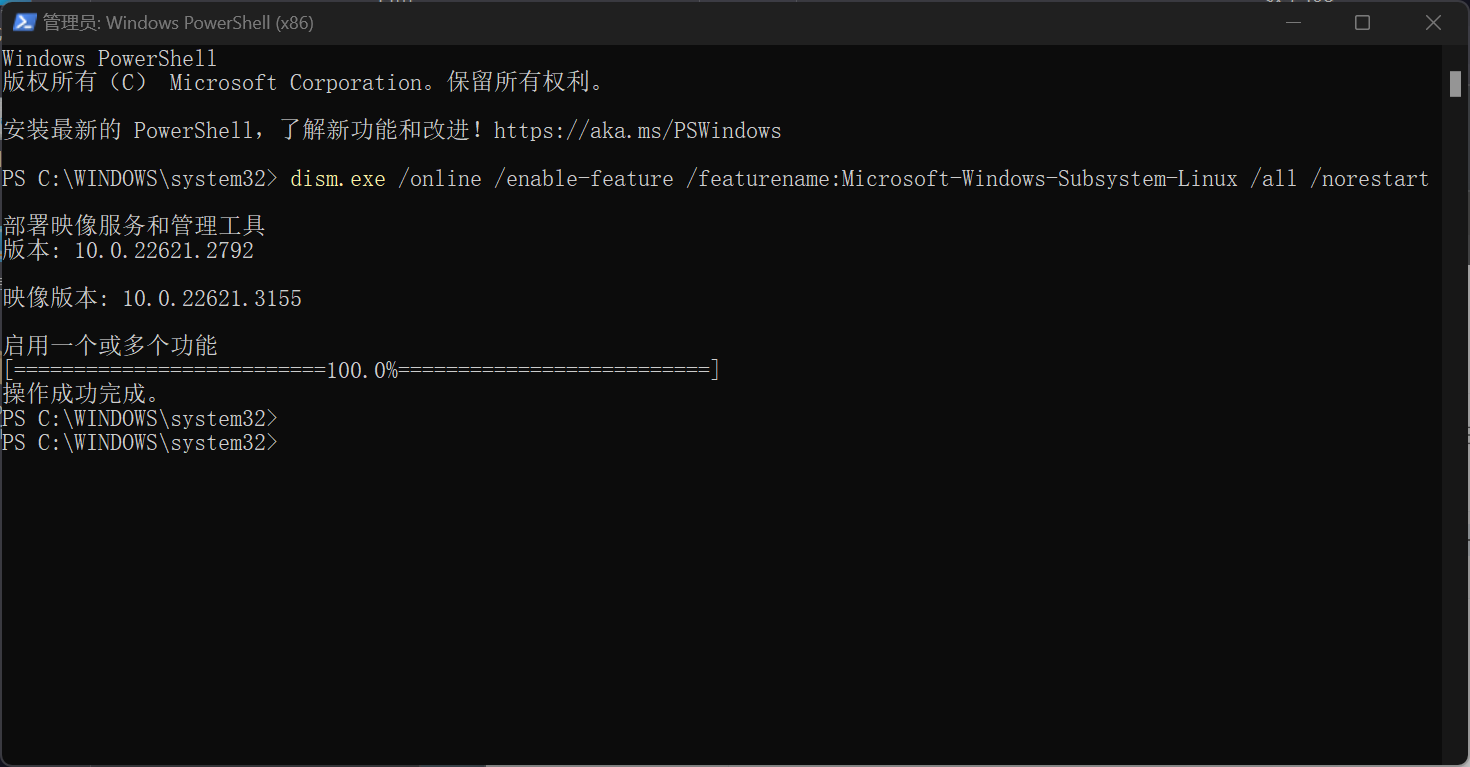 管理员: Windows PowerShell (x86)
Windows PowerShell
版权所有（C） Microsoft Corporation。保留所有权利。
安装最新的 PowerShell，了解新功能和改进！https://aka.ms/PSWindows
PS C:\WINDOWS\system32> dism.exe /online /enable-feature /featurename:Microsoft-Windows-Subsystem-Linux /all /norestart
部署映像服务和管理工具
版本: 10.0.22621.2792
映像版本: 10.0.22621.3155
启用一个或多个功能
[==========================100.0%==========================]
操作成功完成。
PS C:\WINDOWS\system32>
PS C:\WINDOWS\system32>